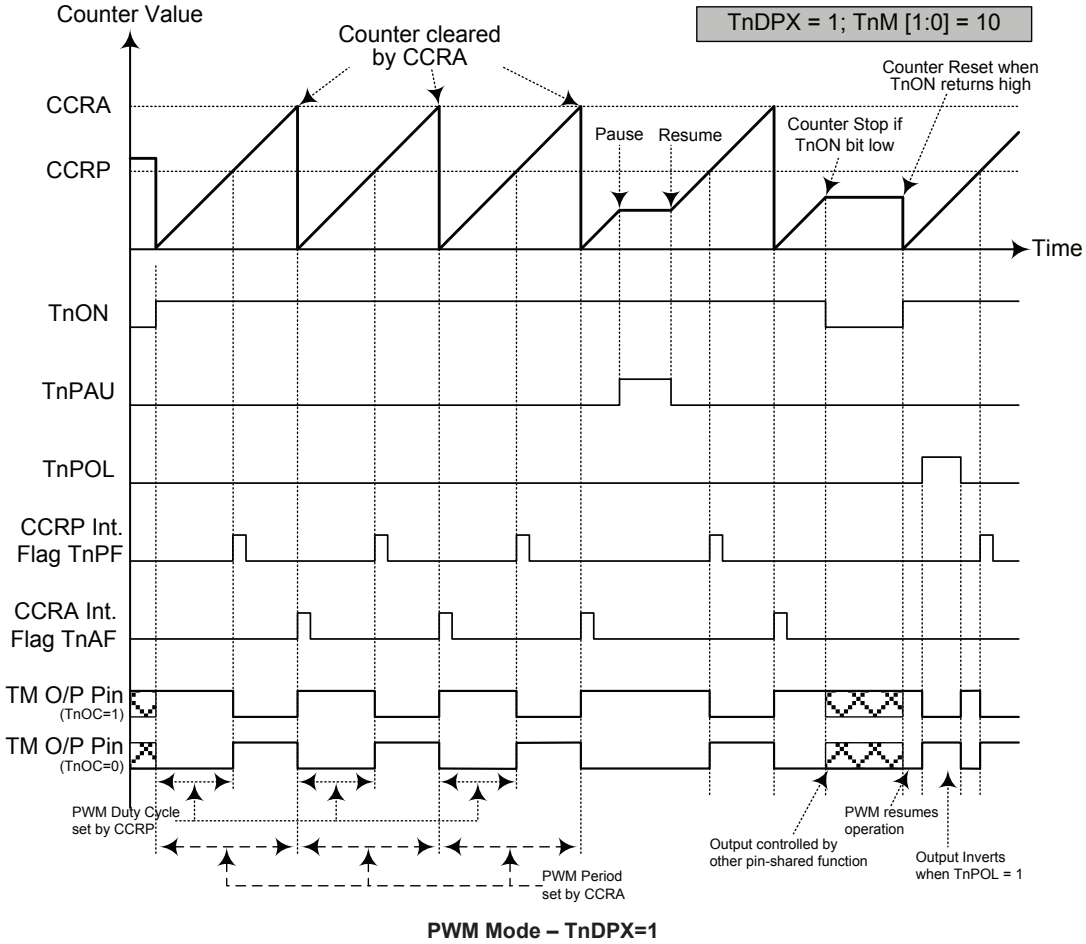 Counter Value
TnDPX = 1; TnM [1:0] = 10
Counter cleared
by CCRA
Counter Reset when
TnON returns high
CCRA
Pause
Resume
Counter Stop if
TnON bit low
CCRP
Time
TnON
TnPAU
TnPOL
CCRP Int.
Flag TnPF
CCRA Int.
Flag TnAF
TM O/P Pin
(TnOC=1)
TM O/P Pin
(TnOC=0)
PWM Duty Cycle
set by CCRP
PWM resumes
operation
Output controlled by
other pin-shared function
Output Inverts
when TnPOL = 1
PWM Period
set by CCRA
PWM Mode – TnDPX=1